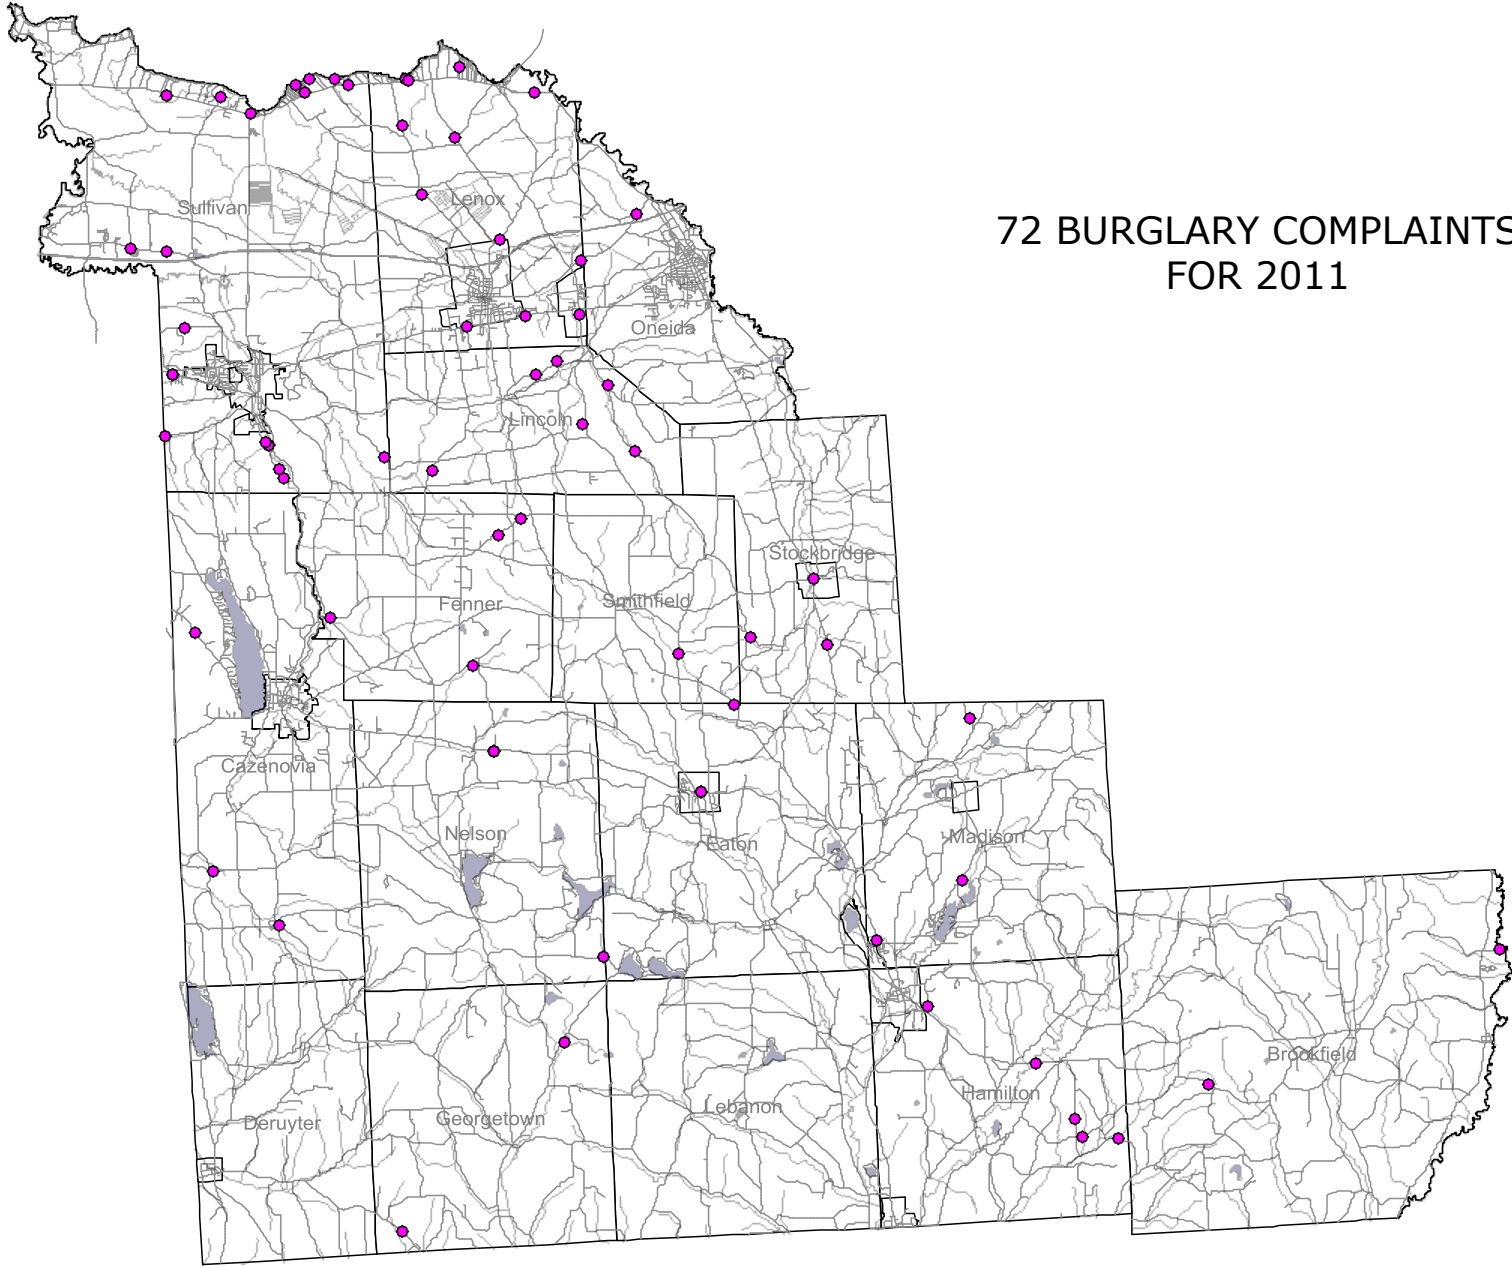 72 BURGLARY COMPLAINTS
FOR 2011
Sullivan
Lenox
Oneida
Lincoln
Stockbridge
Fenner
Smithfield
Cazenovia
Nelson
Eaton
Madison
Brookfield
Hamilton
Lebanon
Georgetown
Deruyter